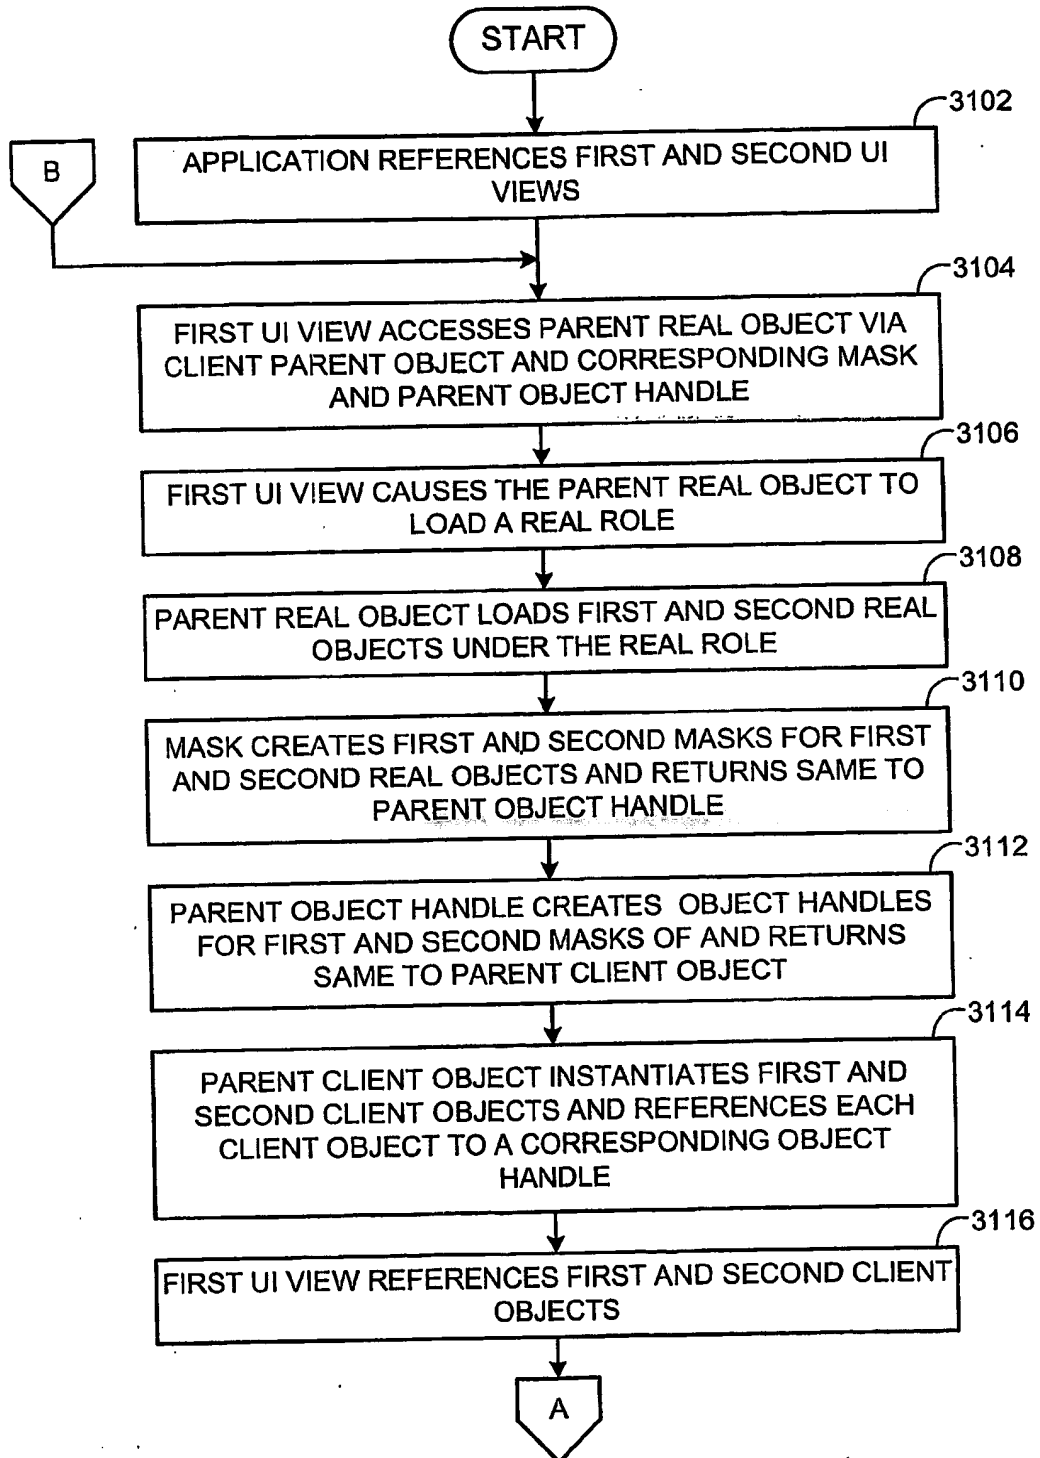 START
3102
APPLICATION REFERENCES FIRST AND SECOND UI
VIEWS
B
3104
FIRST UI VIEW ACCESSES PARENT REAL OBJECT VIA
CLIENT PARENT OBJECT AND CORRESPONDING MASK
AND PARENT OBJECT HANDLE
3106
FIRST UI VIEW CAUSES THE PARENT REAL OBJECT TO
LOAD A REAL ROLE
3108
PARENT REAL OBJECT LOADS FIRST AND SECOND REAL
OBJECTS UNDER THE REAL ROLE
3110
MASK CREATES FIRST AND SECOND MASKS FOR FIRST
AND SECOND REAL OBJECTS AND RETURNS SAME TO
PARENT OBJECT HANDLE
3112
PARENT OBJECT HANDLE CREATES OBJECT HANDLES
FOR FIRST AND SECOND MASKS OF AND RETURNS
SAME TO PARENT CLIENT OBJECT
3114
PARENT CLIENT OBJECT INSTANTIATES FIRST AND
SECOND CLIENT OBJECTS AND REFERENCES EACH
CLIENT OBJECT TO A CORRESPONDING OBJECT
HANDLE
3116
FIRST UI VIEW REFERENCES FIRST AND SECOND CLIENT
OBJECTS
A